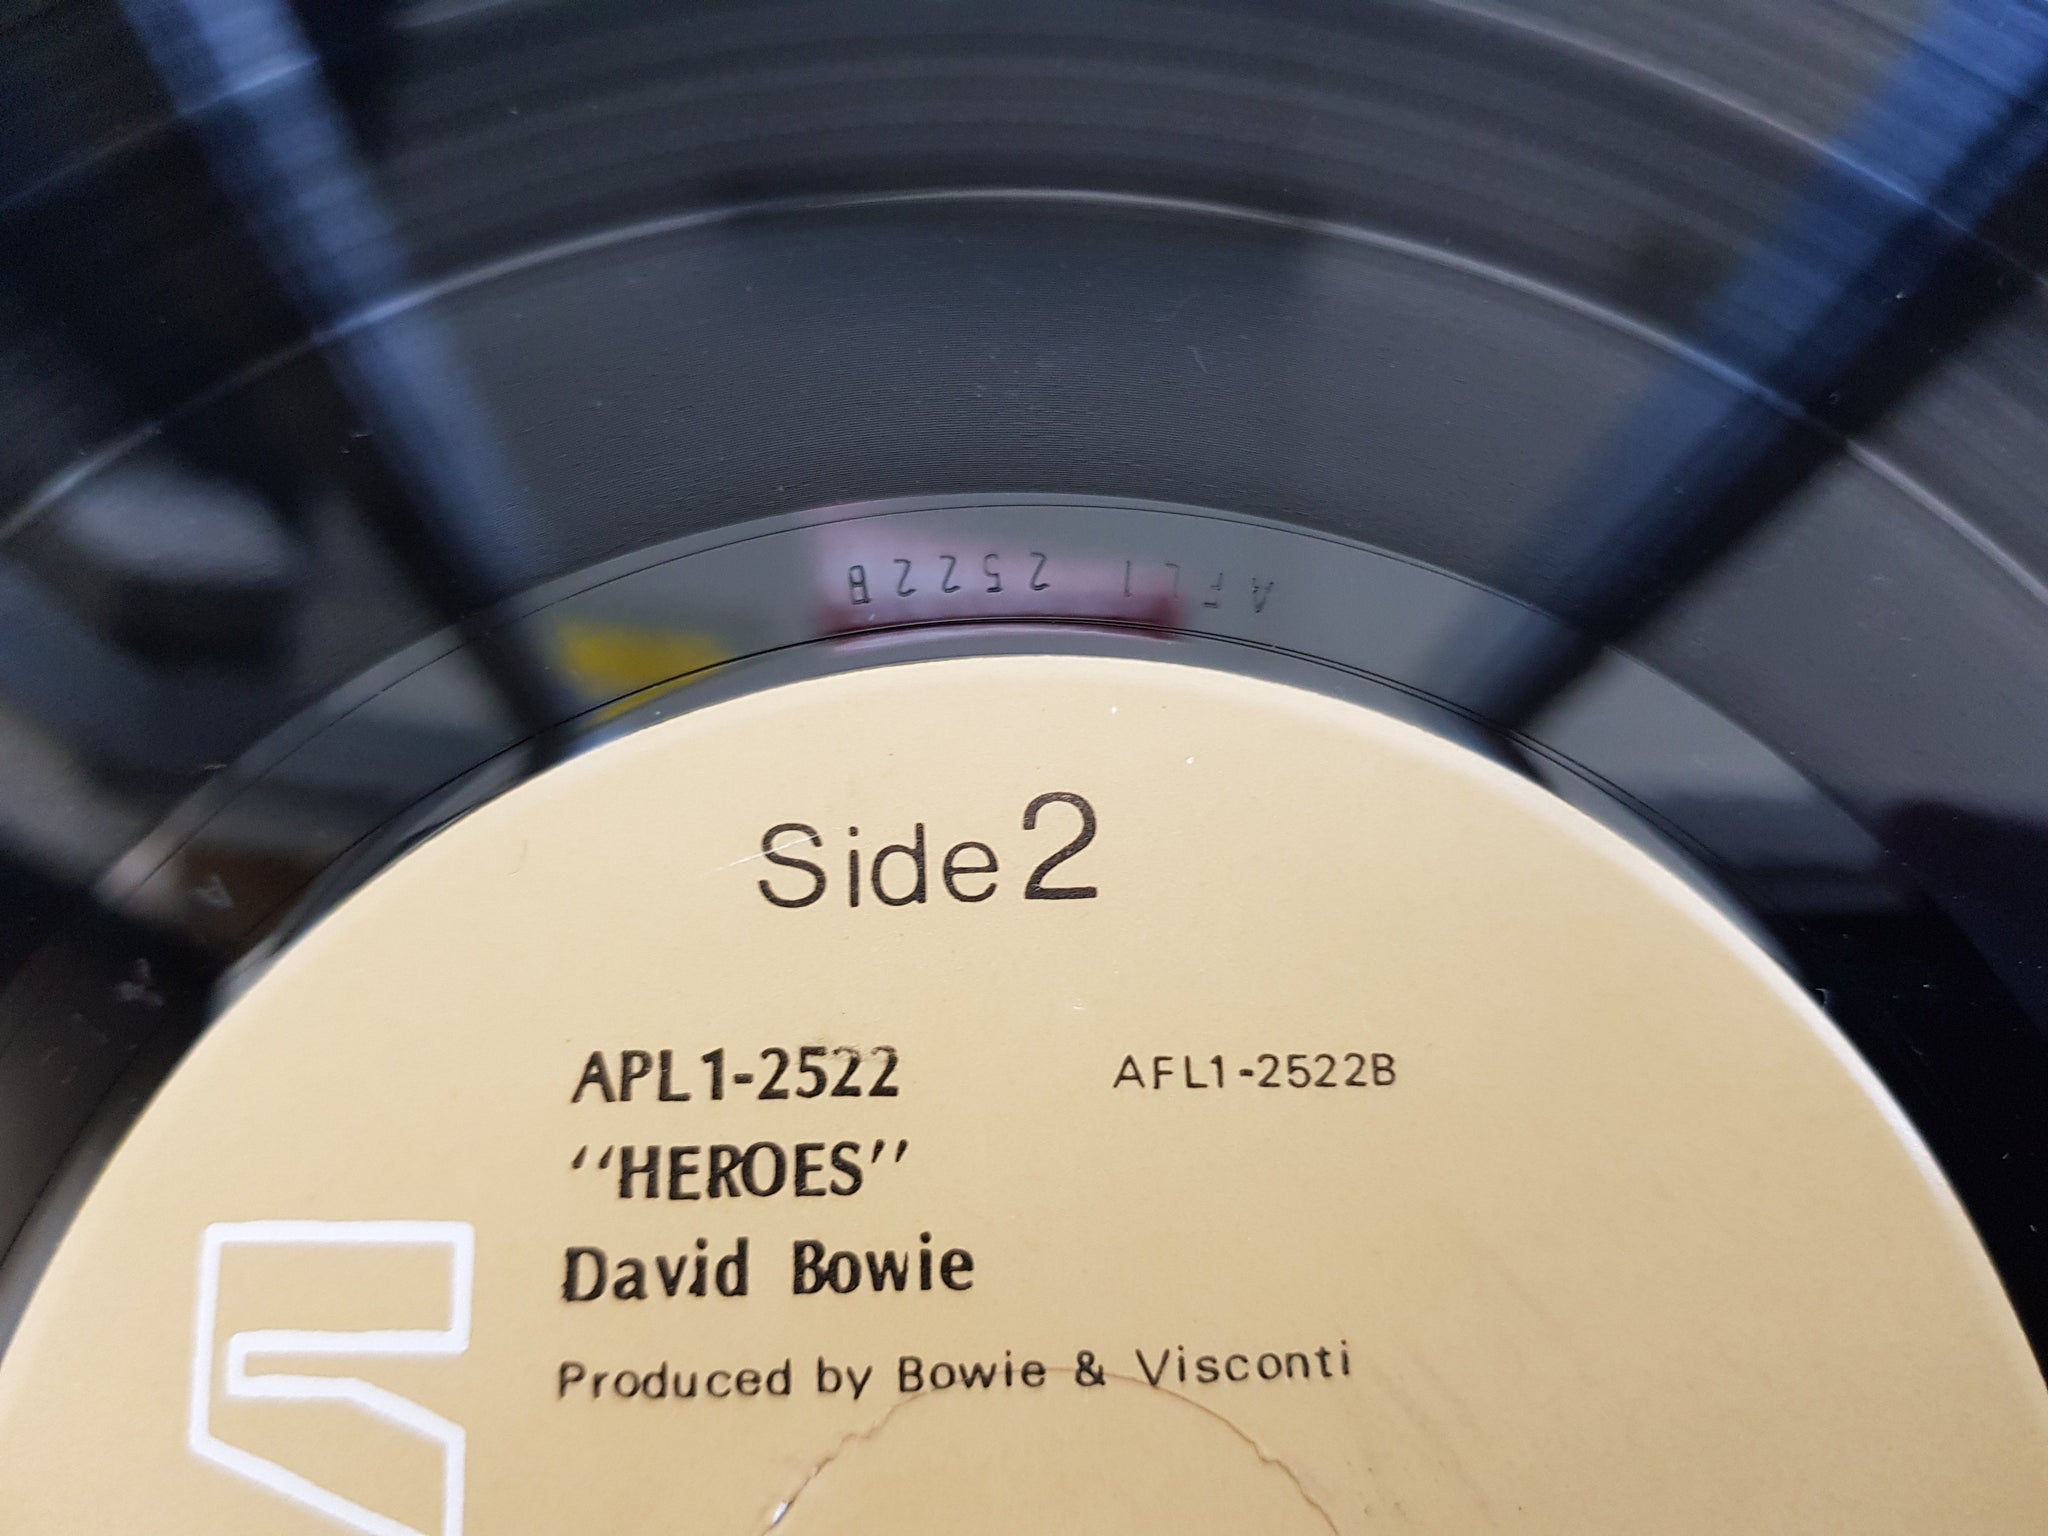 AFL1 2522B
Side 2
APL1-2522 AFL1-2522B
“HEROES”
David Bowie
Produced by Bowie & Visconti